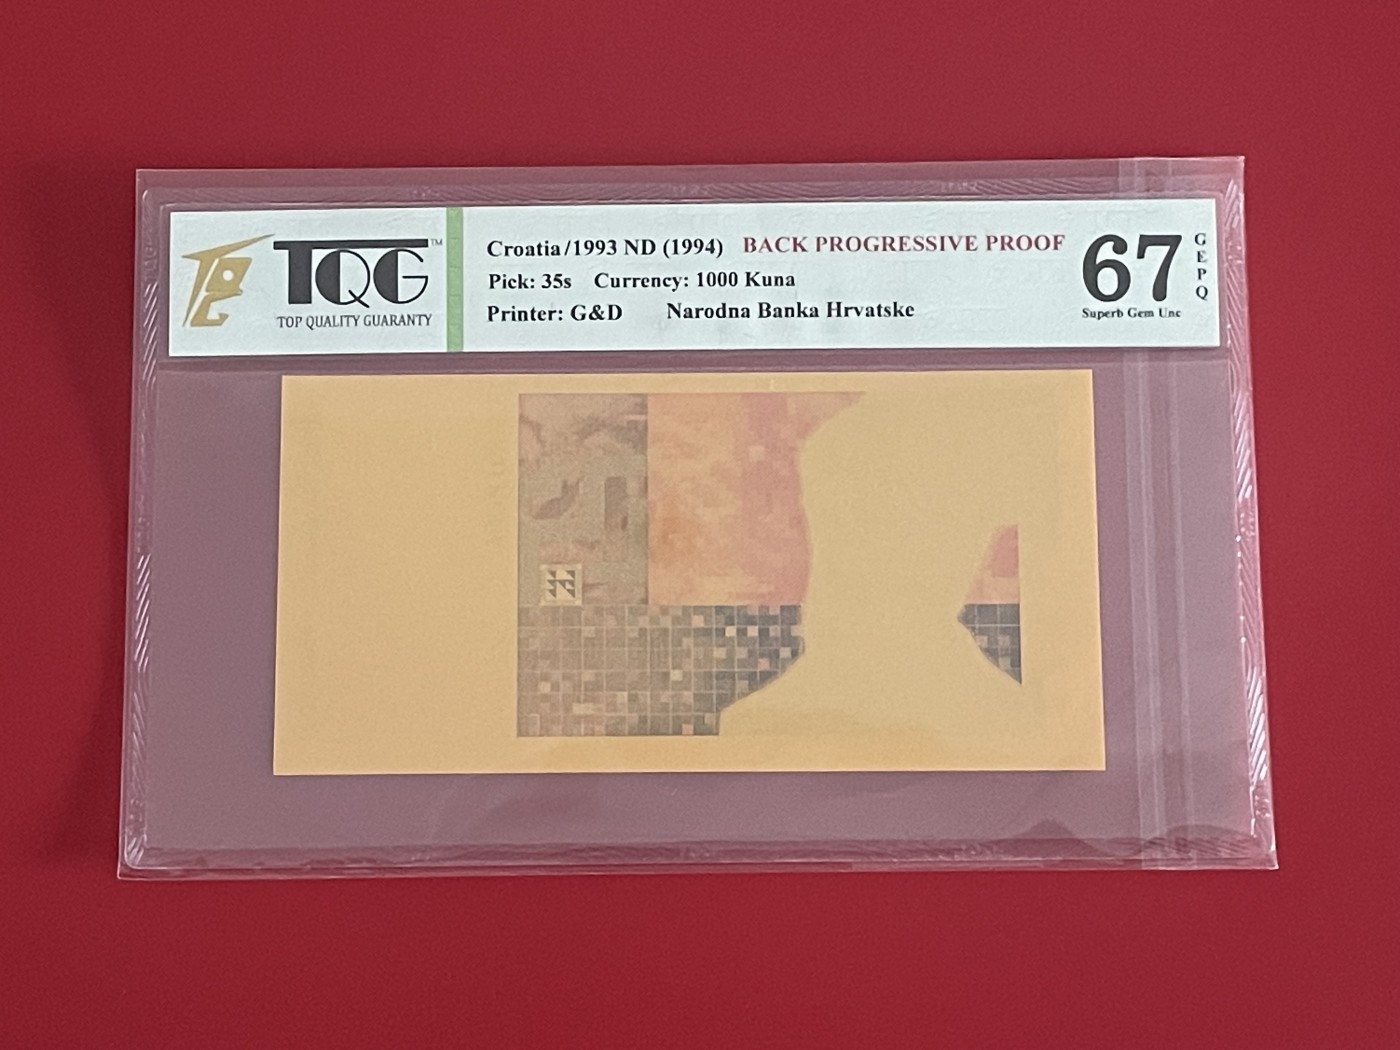 TQG™
TOP QUALITY GUARANTY
Croatia/1993 ND (1994) BACK PROGRESSIVE PROOF
Pick: 35s Currency: 1000 Kuna
Printer: G&D Narodna Banka Hrvatske
67
GEPQ
Superb Gem Unc